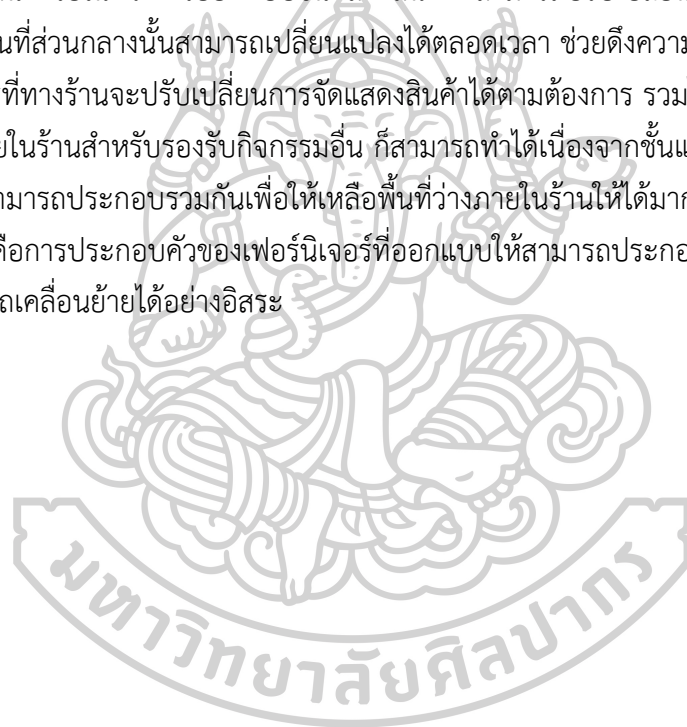 นที่ส่วนกลางนั้นสามารถเปลี่ยนแปลงได้ตลอดเวลา ช่วยดึงความ
ที่ทางร้านจะปรับเปลี่ยนการจัดแสดงสินค้าได้ตามต้องการ รวม
ยในร้านสำหรับรองรับกิจกรรมอื่น ก็สามารถทำได้เนื่องจากชั้น
ามารถประกอบรวมกันเพื่อให้เหลือพื้นที่ว่างภายในร้านให้ได้มาก
คือการประกอบคัวของเฟอร์นิเจอร์ที่ออกแบบให้สามารถประกอ
ถเคลื่อนย้ายได้อย่างอิสระ
มหาวิทยาลัยศิลปากร